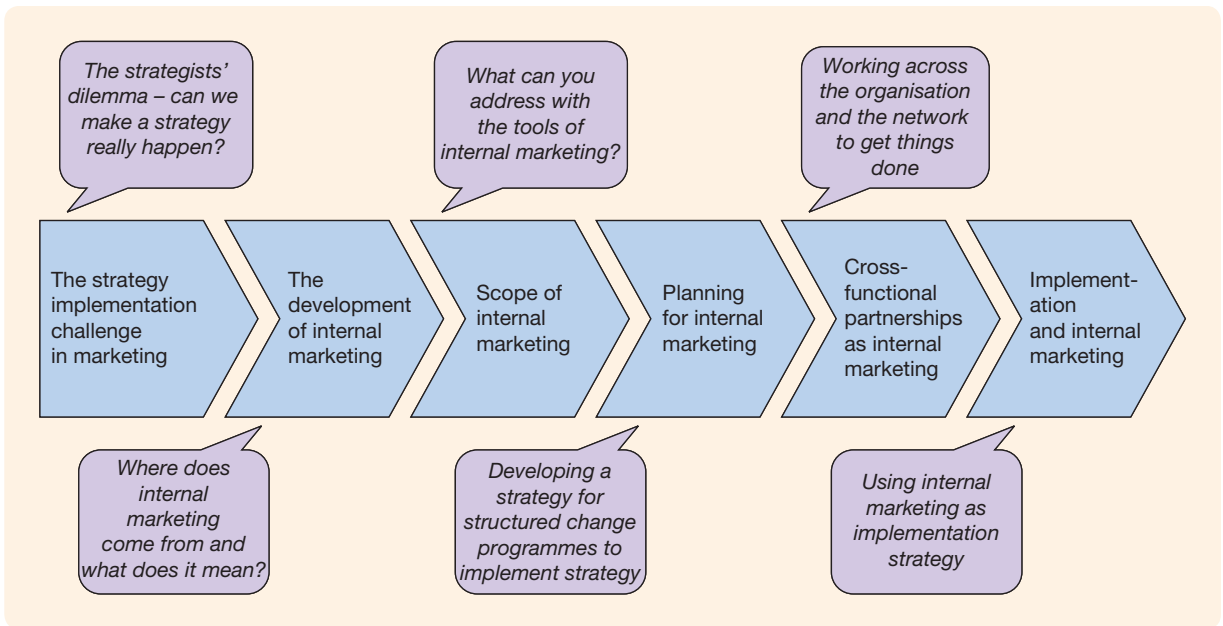 The strategists’
dilemma – can we
make a strategy
really happen?
What can you
address with
the tools of
internal marketing?
Working across
the organisation
and the network
to get things
done
The strategy
implementation
challenge
in marketing
The
development
of internal
marketing
Scope of
internal
marketing
Planning
for internal
marketing
Cross-
functional
partnerships
as internal
marketing
Implement-
ation
and internal
marketing
Where does
internal
marketing
come from and
what does it mean?
Developing a
strategy for
structured change
programmes to
implement strategy
Using internal
marketing as
implementation
strategy